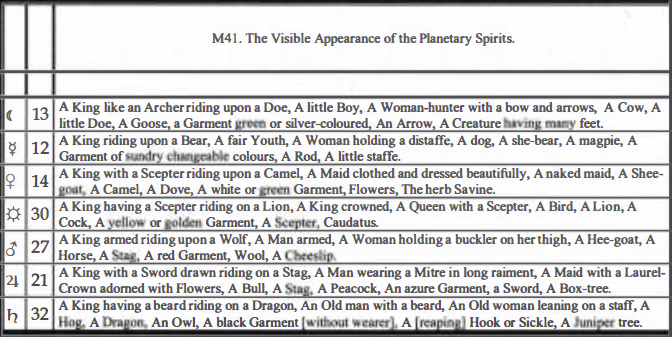 M41. The Visible Appearance of the Planetary Spirits.
☾ 13 A King like an Archer riding upon a Doe, A little Boy, A Woman-hunter with a bow and arrows, A Cow, A
little Doe, A Goose, a Garment green or silver-coloured, An Arrow, A Creature having many feet.
☿ 12 A King riding upon a Bear, A fair Youth, A Woman holding a distaffe, A dog, A she-bear, A magpie, A
Garment of sundry changeable colours, A Rod, A little staffe.
♀ 14 A King with a Scepter riding upon a Camel, A Maid clothed and dressed beautifully, A naked maid, A Shee-
goat, A Camel, A Dove, A white or green Garment, Flowers, The herb Savine.
☼ 30 A King having a Scepter riding on a Lion, A King crowned, A Queen with a Scepter, A Bird, A Lion, A
Cock, A yellow or golden Garment, A Scepter, Caudatus.
♂ 27 A King armed riding upon a Wolf, A Man armed, A Woman holding a buckler on her thigh, A Hee-goat, A
Horse, A Stag, A red Garment, Wool, A Cheeslip.
♃ 21 A King with a Sword drawn riding on a Stag, A Man wearing a Mitre in long raiment, A Maid with a Laurel-
Crown adorned with Flowers, A Bull, A Stag, A Peacock, An azure Garment, a Sword, A Box-tree.
♄ 32 A King having a beard riding on a Dragon, An Old man with a beard, An Old woman leaning on a staff, A
Hog, A Dragon, An Owl, A black Garment [without wearer], A [reaping] Hook or Sickle, A Juniper tree.